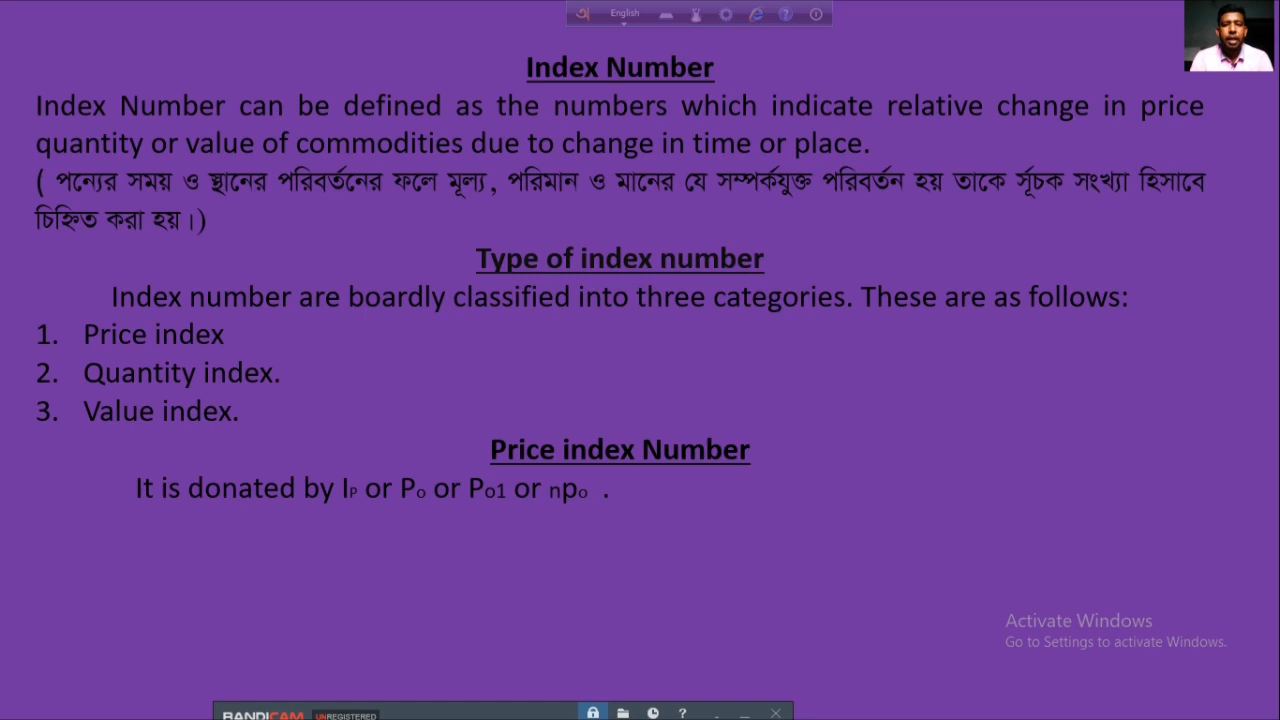 English
Index Number
Index Number can be defined as the numbers which indicate relative change in price
quantity or value of commodities due to change in time or place.
( পন্যের সময় ও স্থানের পরিবর্তনের ফলে মূল্য, পরিমান ও মানের যে সম্পর্কযুক্ত পরিবর্তন হয় তাকে র্সূচক সংখ্যা হিসাবে
চিহ্নিত করা হয়।)
Type of index number
Index number are boardly classified into three categories. These are as follows:
1. Price index
2. Quantity index.
3. Value index.
Price index Number
It is donated by IP or Po or Po1 or npo .
Activate Windows
Go to Settings to activate Windows.
BANDICAM UNREGISTERED